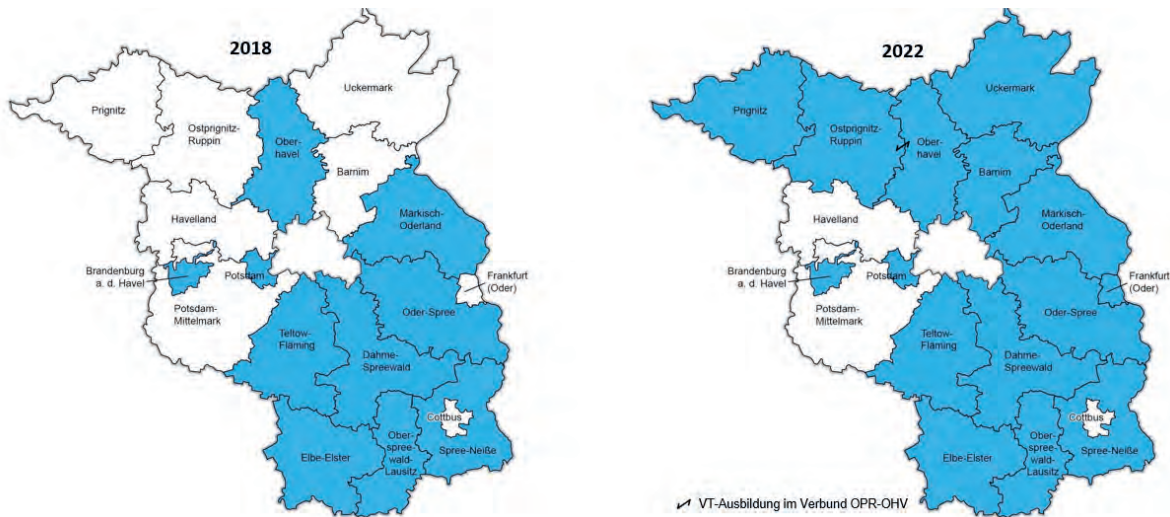 2018
Uckermark
Prignitz
Ostprignitz-
Ruppin
Ober-
havel
Barnim
Havelland
Märkisch-
Oderland
Brandenburg
a. d. Havel
Potsdam
Frankfurt
(Oder)
Potsdam-
Mittelmark
Oder-Spree
Teltow-
Fläming
Dahme-
Spreewald
Cottbus
Elbe-Elster
Ober-
spree-
wald-
Lausitz
Spree-Neiße
2022
Uckermark
Prignitz
Ostprignitz-
Ruppin
Ober-
havel
Barnim
Havelland
Märkisch-
Oderland
Brandenburg
a. d. Havel
Potsdam
Frankfurt
(Oder)
Potsdam-
Mittelmark
Oder-Spree
Teltow-
Fläming
Dahme-
Spreewald
Cottbus
Elbe-Elster
Ober-
spree-
wald-
Lausitz
Spree-Neiße
VT-Ausbildung im Verbund OPR-OHV